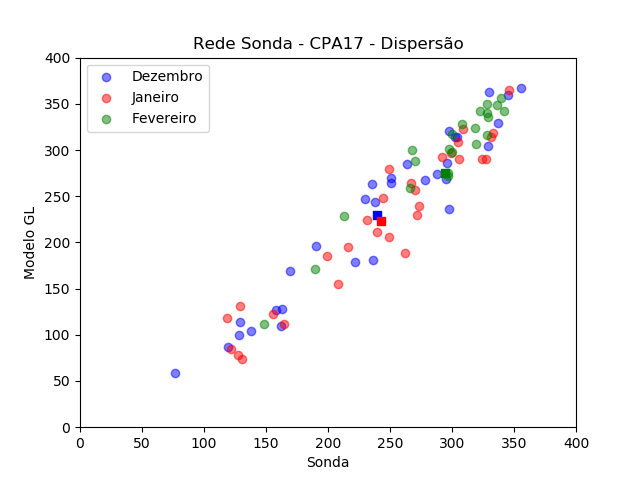 Rede Sonda - CPA17 - Dispersão
Dezembro
Janeiro
Fevereiro
Modelo GL
400
350
300
250
200
150
100
50
0
0 50 100 150 200 250 300 350 400
Sonda